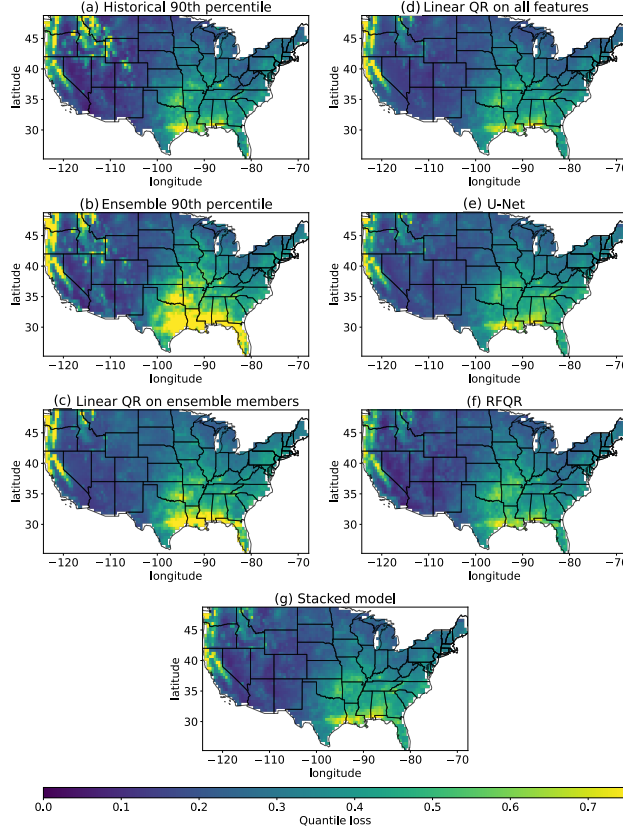 (a) Historical 90th percentile
(d) Linear QR on all features
45
40
35
30
latitude
−120 −110 −100 −90 −80 −70
longitude
45
40
35
30
latitude
−120 −110 −100 −90 −80 −70
longitude
(b) Ensemble 90th percentile
(e) U-Net
45
40
35
30
latitude
−120 −110 −100 −90 −80 −70
longitude
45
40
35
30
latitude
−120 −110 −100 −90 −80 −70
longitude
(c) Linear QR on ensemble members
(f) RFQR
45
40
35
30
latitude
−120 −110 −100 −90 −80 −70
longitude
45
40
35
30
latitude
−120 −110 −100 −90 −80 −70
longitude
(g) Stacked model
45
40
35
30
latitude
−120 −110 −100 −90 −80 −70
longitude
0.0 0.1 0.2 0.3 0.4 0.5 0.6 0.7
Quantile loss